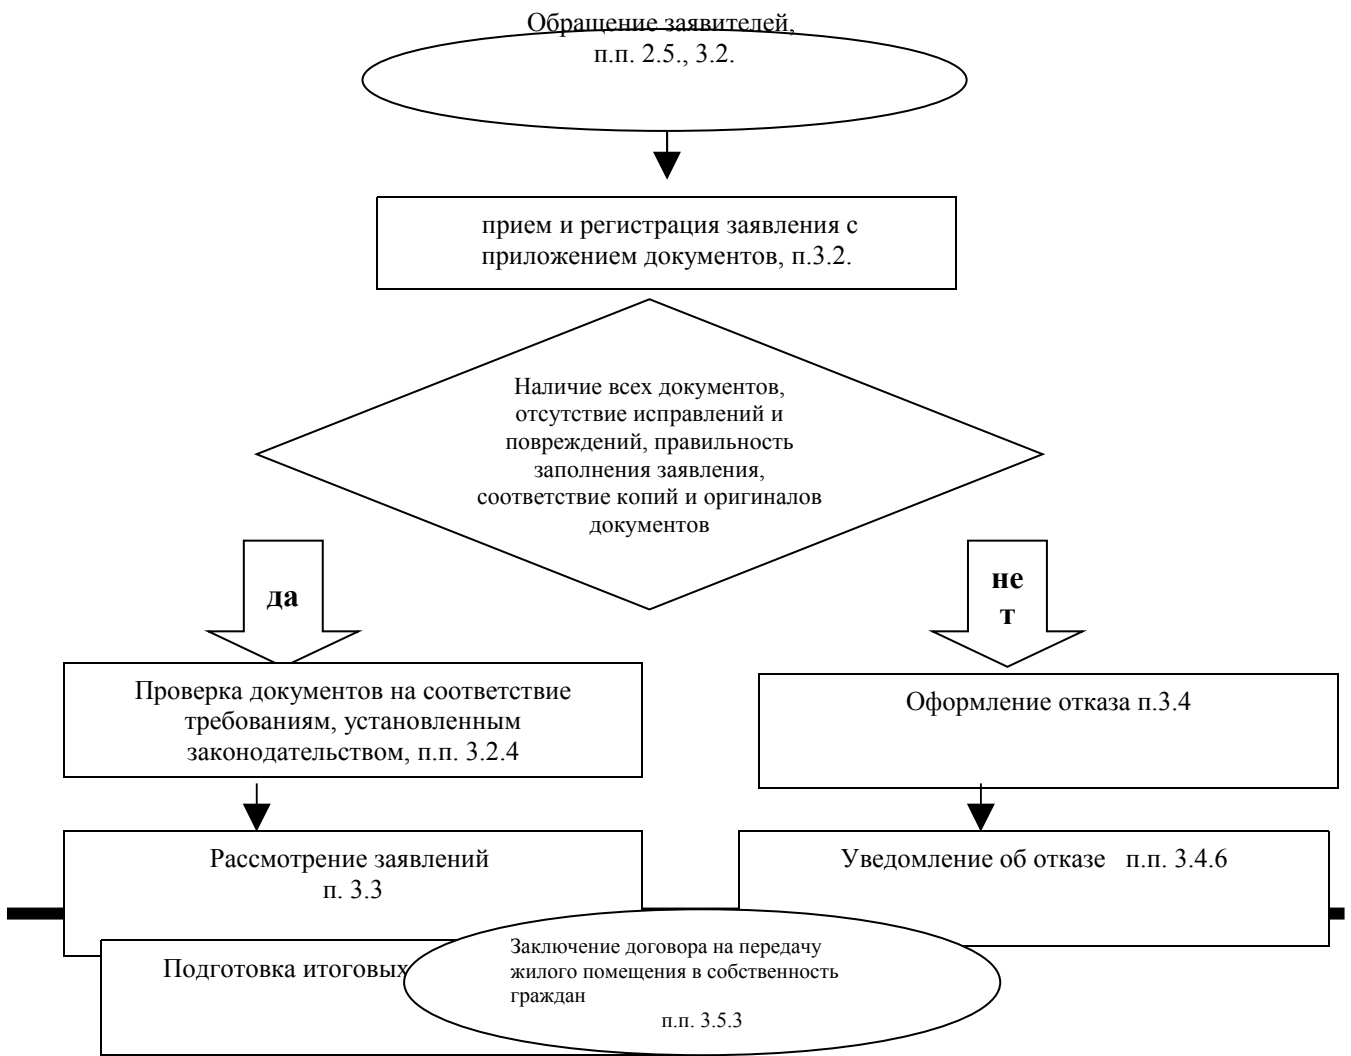 Обращение заявителей,
п.п. 2.5., 3.2.
прием и регистрация заявления с
приложением документов, п.3.2.
Наличие всех документов,
отсутствие исправлений и
повреждений, правильность
заполнения заявления,
соответствие копий и оригиналов
документов
да
не
т
Проверка документов на соответствие
требованиям, установленным
законодательством, п.п. 3.2.4
Оформление отказа п.3.4
Рассмотрение заявлений
п. 3.3
Уведомление об отказе п.п. 3.4.6
Подготовка итоговых
Заключение договора на передачу
жилого помещения в собственность
граждан
п.п. 3.5.3